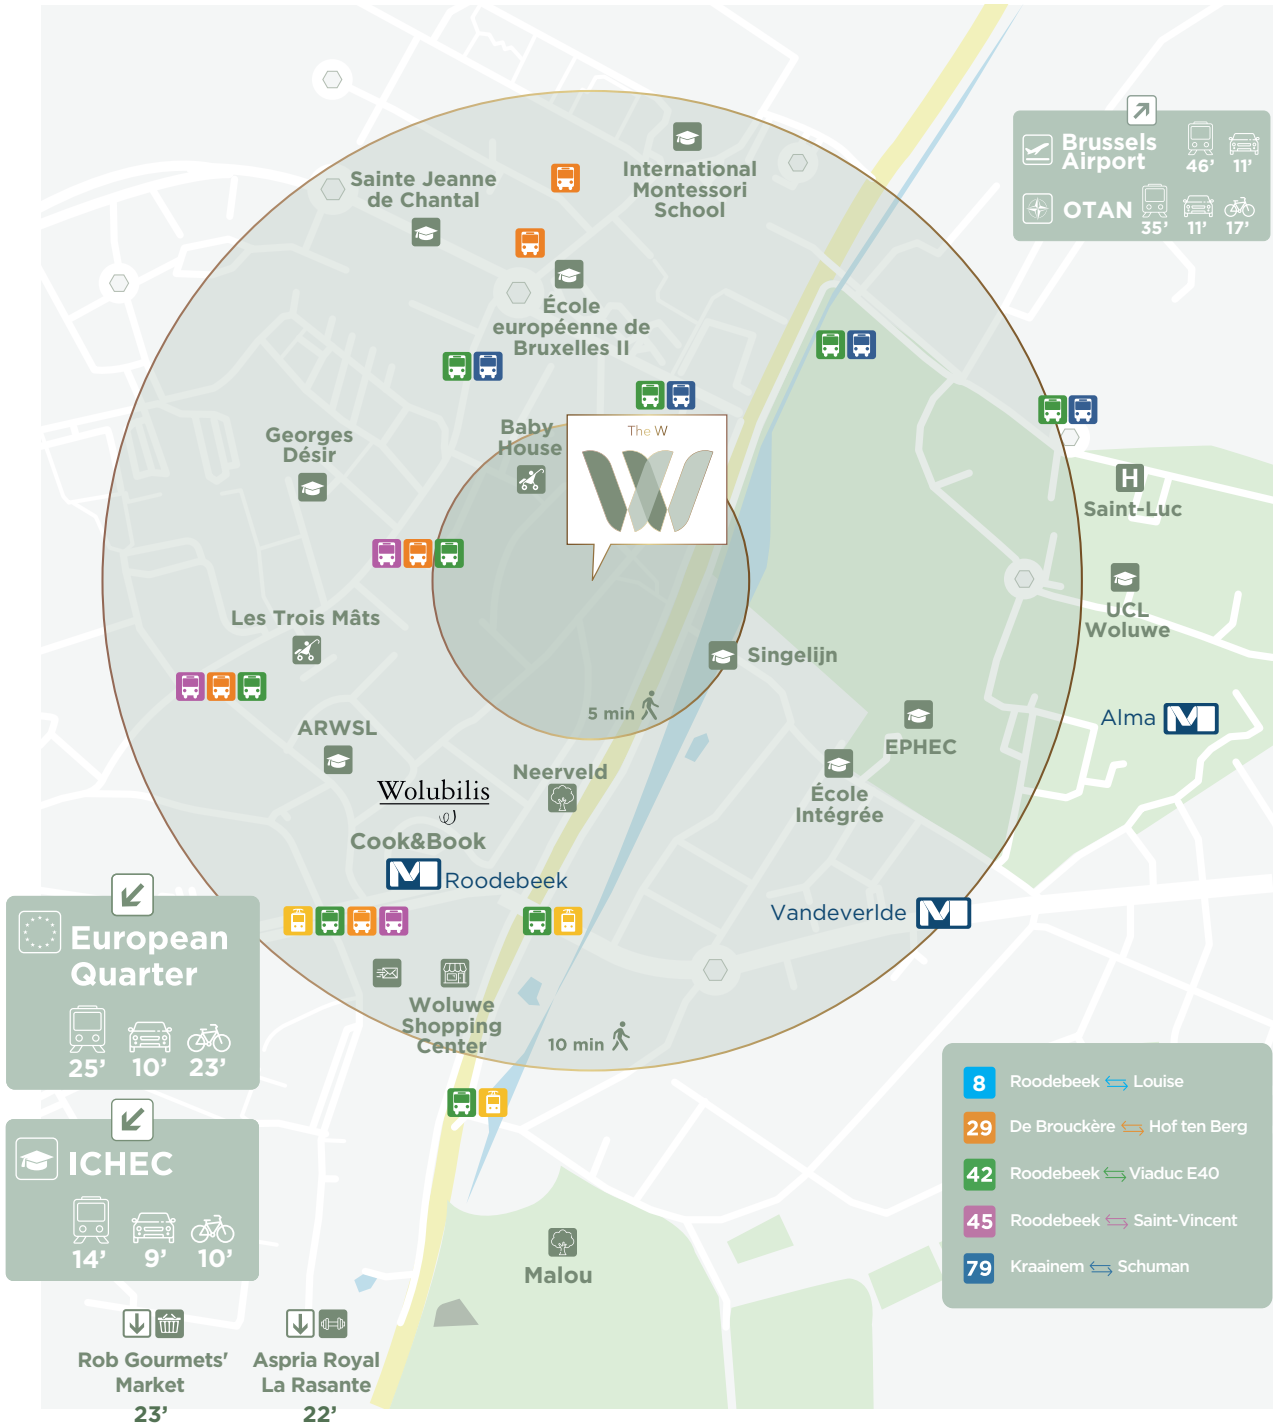 Brussels
Airport
46’
11’
OTAN
35’
11’
17’
International
Montessori
School
Sainte Jeanne
de Chantal
École
européenne de
Bruxelles II
Baby
House
The W
Georges
Désir
H
Saint-Luc
UCL
Woluwe
Les Trois Mâts
Singelijn
5 min
Alma
M
ARWSL
EPHEC
Neerveld
École
Intégrée
Wolubilis
Cook&Book
M
Roodebeek
Vandeverlde
M
European
Quarter
25’
10’
23’
Woluwe
Shopping
Center
10 min
ICHEC
14’
9’
10’
8 Roodebeek Louise
29 De Brouckère Hof ten Berg
42 Roodebeek Viaduc E40
45 Roodebeek Saint-Vincent
79 Kraainem Schuman
Malou
Rob Gourmets'
Market
23’
Aspria Royal
La Rasante
22’